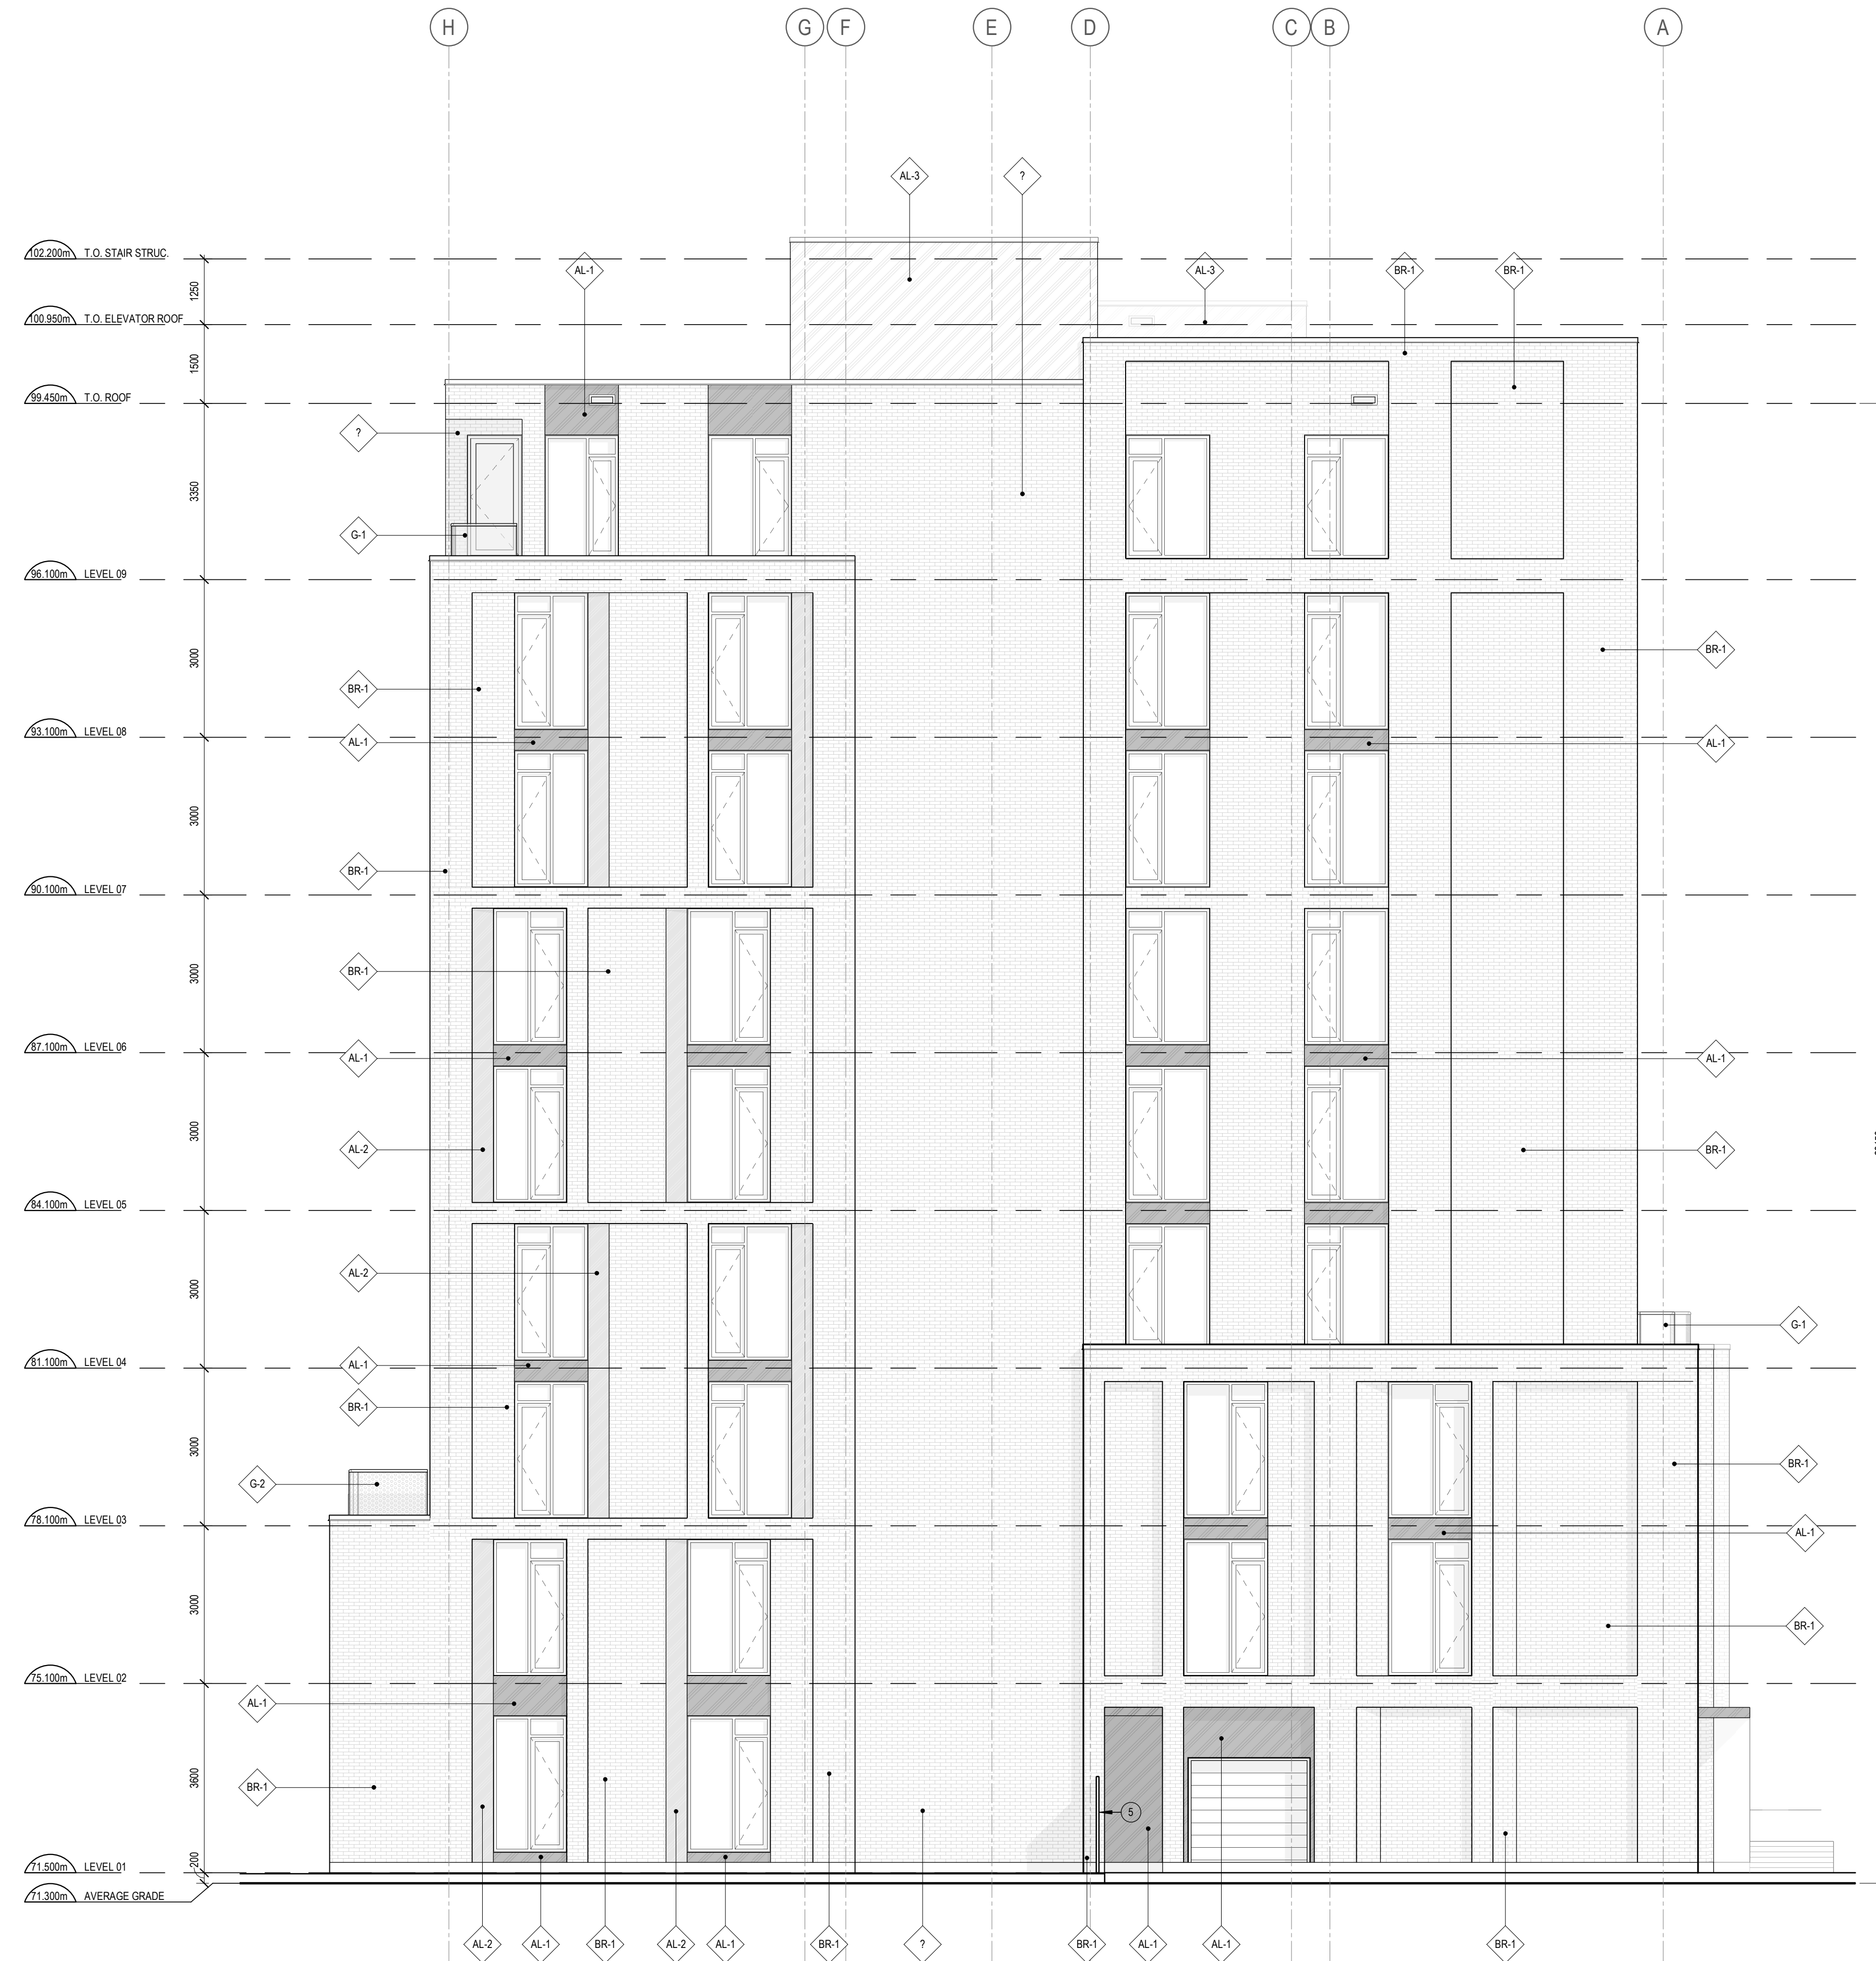 H G F E D C B A
AL-3 ?
102.200m T.O. STAIR STRUC.
AL-1 AL-3 BR-1 BR-1
1250
100.950m T.O. ELEVATOR ROOF
1500
99.450m T.O. ROOF
?
3350
G-1
96.100m LEVEL 09
3000
BR-1
BR-1
93.100m LEVEL 08
AL-1
AL-1
3000
BR-1
90.100m LEVEL 07
3000
BR-1
87.100m LEVEL 06
AL-1
AL-1
3000
AL-2
BR-1
84.100m LEVEL 05
AL-2
3000
G-1
81.100m LEVEL 04
AL-1
BR-1
3000
BR-1
G-2
78.100m LEVEL 03
AL-1
3000
BR-1
75.100m LEVEL 02
AL-1
3600
BR-1
5
71.500m LEVEL 01
200
71.300m AVERAGE GRADE
AL-2 AL-1 BR-1 AL-2 AL-1 BR-1 ? BR-1 AL-1 AL-1 BR-1